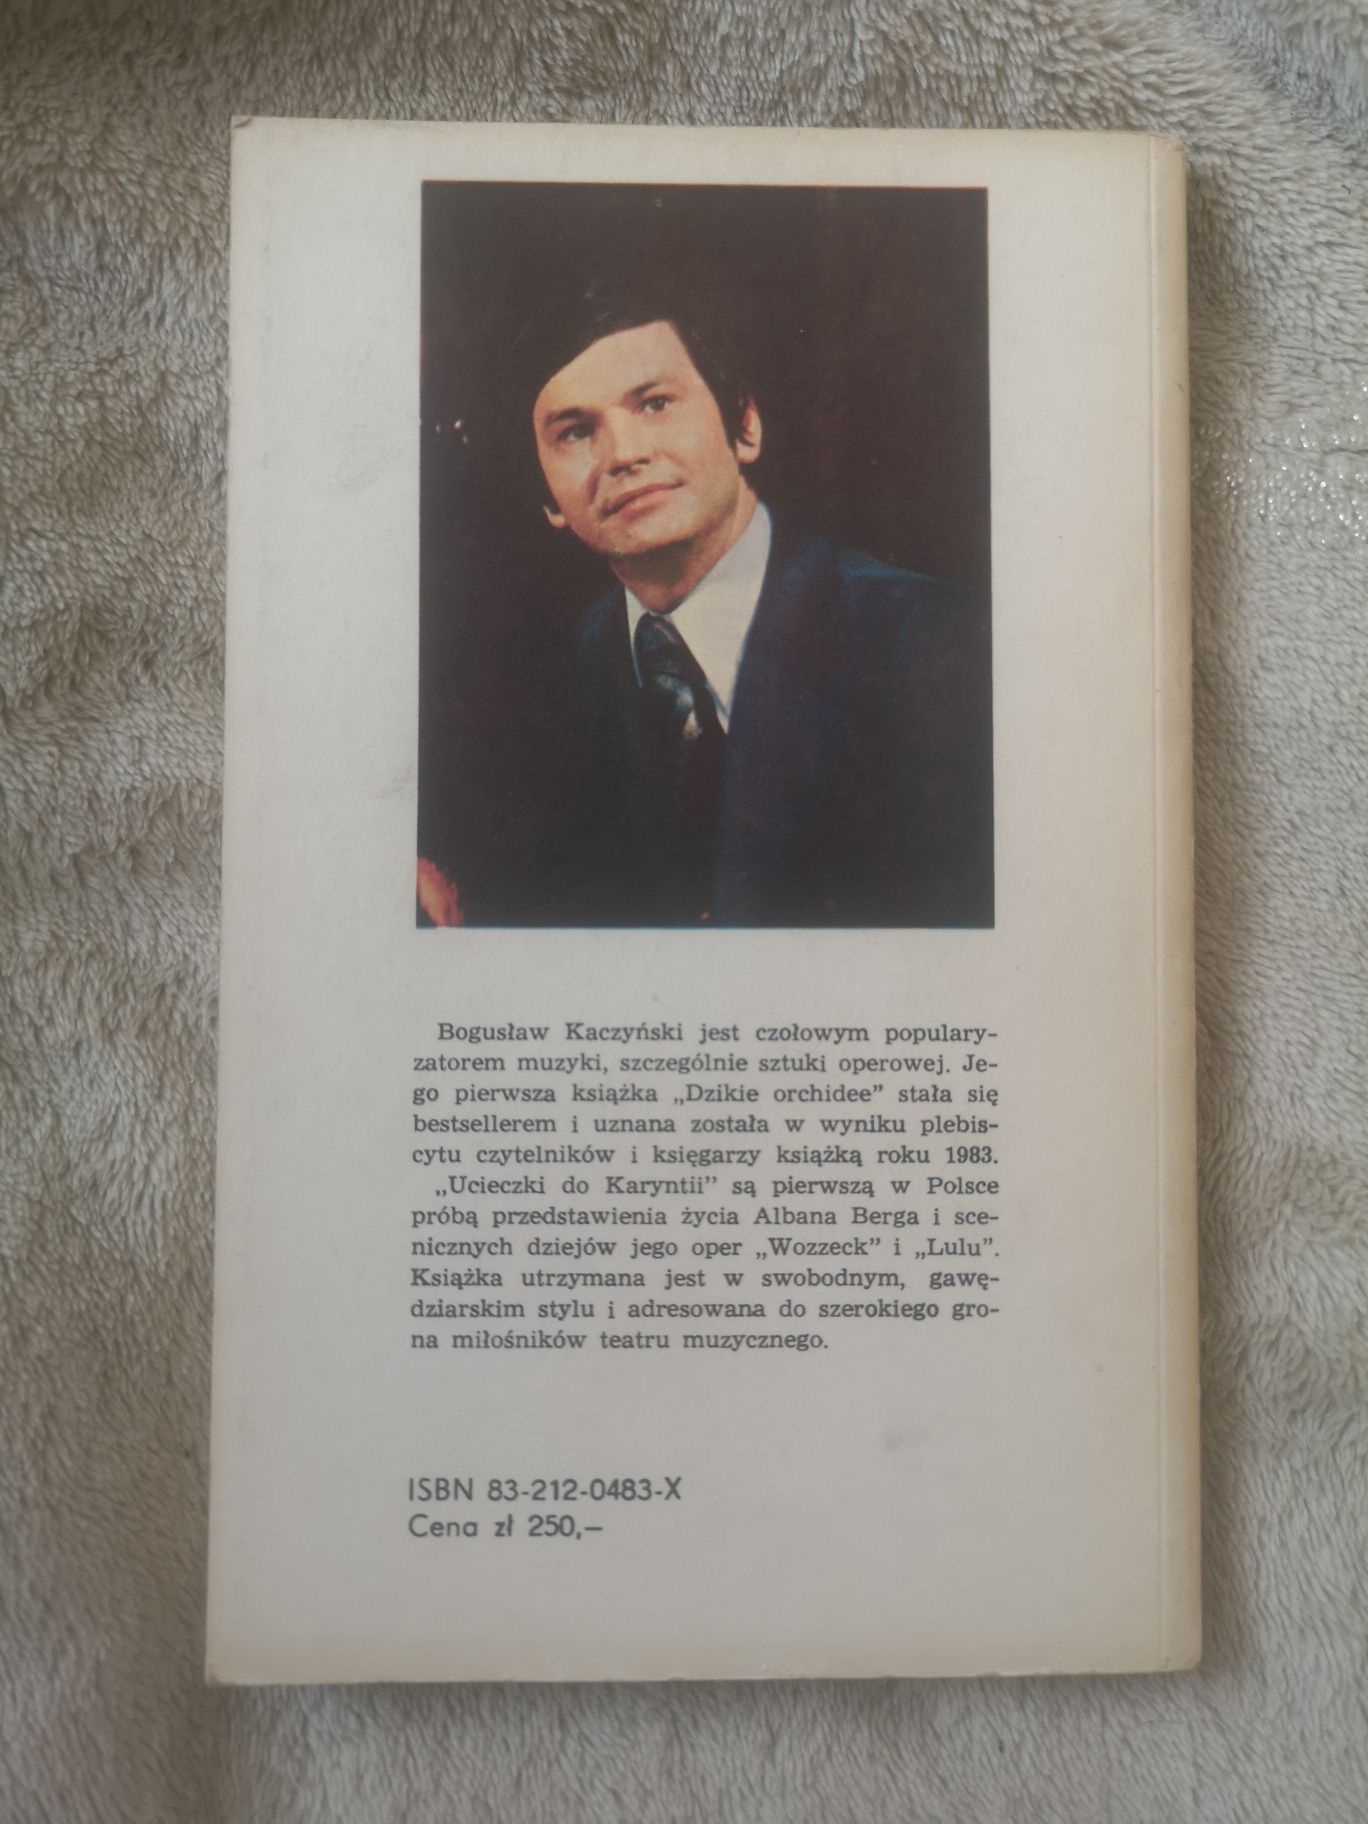 Bogusław Kaczyński jest czołowym populary-
zatorem muzyki, szczególnie sztuki operowej. Je-
go pierwsza książka „Dzikie orchidee” stała się
bestsellerem i uznana została w wyniku plebis-
cytu czytelników i księgarzy książką roku 1983.
„Ucieczki do Karyntii” są pierwszą w Polsce
próbą przedstawienia życia Albana Berga i sce-
nicznych dziejów jego oper „Wozzeck” i „Lulu”.
Książka utrzymana jest w swobodnym, gawę-
dziarskim stylu i adresowana do szerokiego gro-
na miłośników teatru muzycznego.
ISBN 83-212-0483-X
Cena zł 250,—